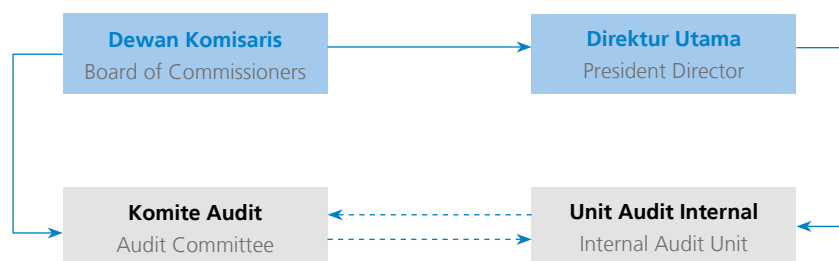 Dewan Komisaris
Board of Commissioners
Direktur Utama
President Director
Komite Audit
Audit Committee
Unit Audit Internal
Internal Audit Unit